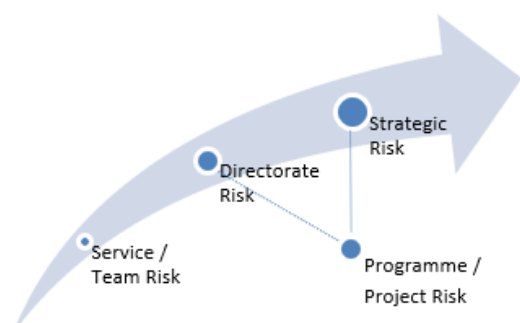 Strategic
Risk
Directorate
Risk
Service /
Team Risk
Programme /
Project Risk